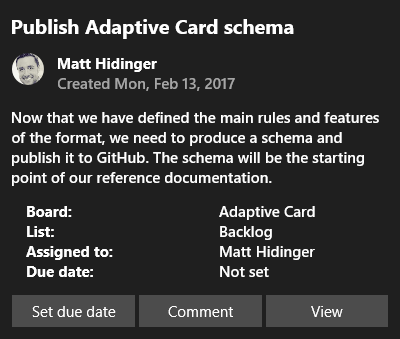 Publish Adaptive Card schema
Matt Hidinger
Created Mon, Feb 13, 2017
Now that we have defined the main rules and features
of the format, we need to produce a schema and
publish it to GitHub. The schema will be the starting
point of our reference documentation.
Board: Adaptive Card
List: Backlog
Assigned to: Matt Hidinger
Due date: Not set
Set due date Comment View